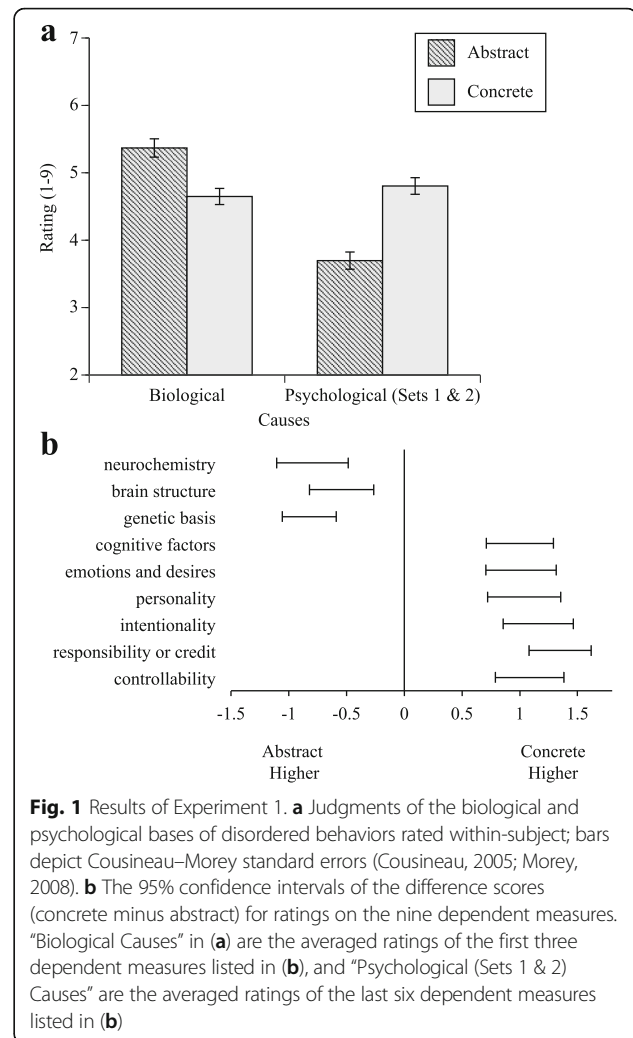 a
7
6
5
4
3
2
Rating (1-9)
Abstract
Concrete
Biological
Psychological (Sets 1 & 2)
Causes
b
neurochemistry
brain structure
genetic basis
cognitive factors
emotions and desires
personality
intentionality
responsibility or credit
controllability
-1.5 -1 -0.5 0 0.5 1 1.5
Abstract
Higher
Concrete
Higher
Fig. 1 Results of Experiment 1. a Judgments of the biological and
psychological bases of disordered behaviors rated within-subject; bars
depict Cousineau–Morey standard errors (Cousineau, 2005; Morey,
2008). b The 95% confidence intervals of the difference scores
(concrete minus abstract) for ratings on the nine dependent measures.
“Biological Causes” in (a) are the averaged ratings of the first three
dependent measures listed in (b), and “Psychological (Sets 1 & 2)
Causes” are the averaged ratings of the last six dependent measures
listed in (b)